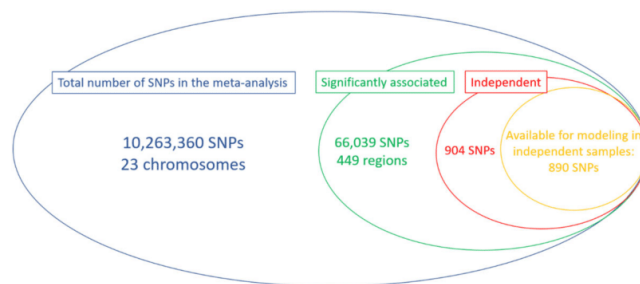 Total number of SNPs in the meta-analysis
Significantly associated
Independent
10,263,360 SNPs
23 chromosomes
66,039 SNPs
449 regions
904 SNPs
Available for modeling in
independent samples:
890 SNPs